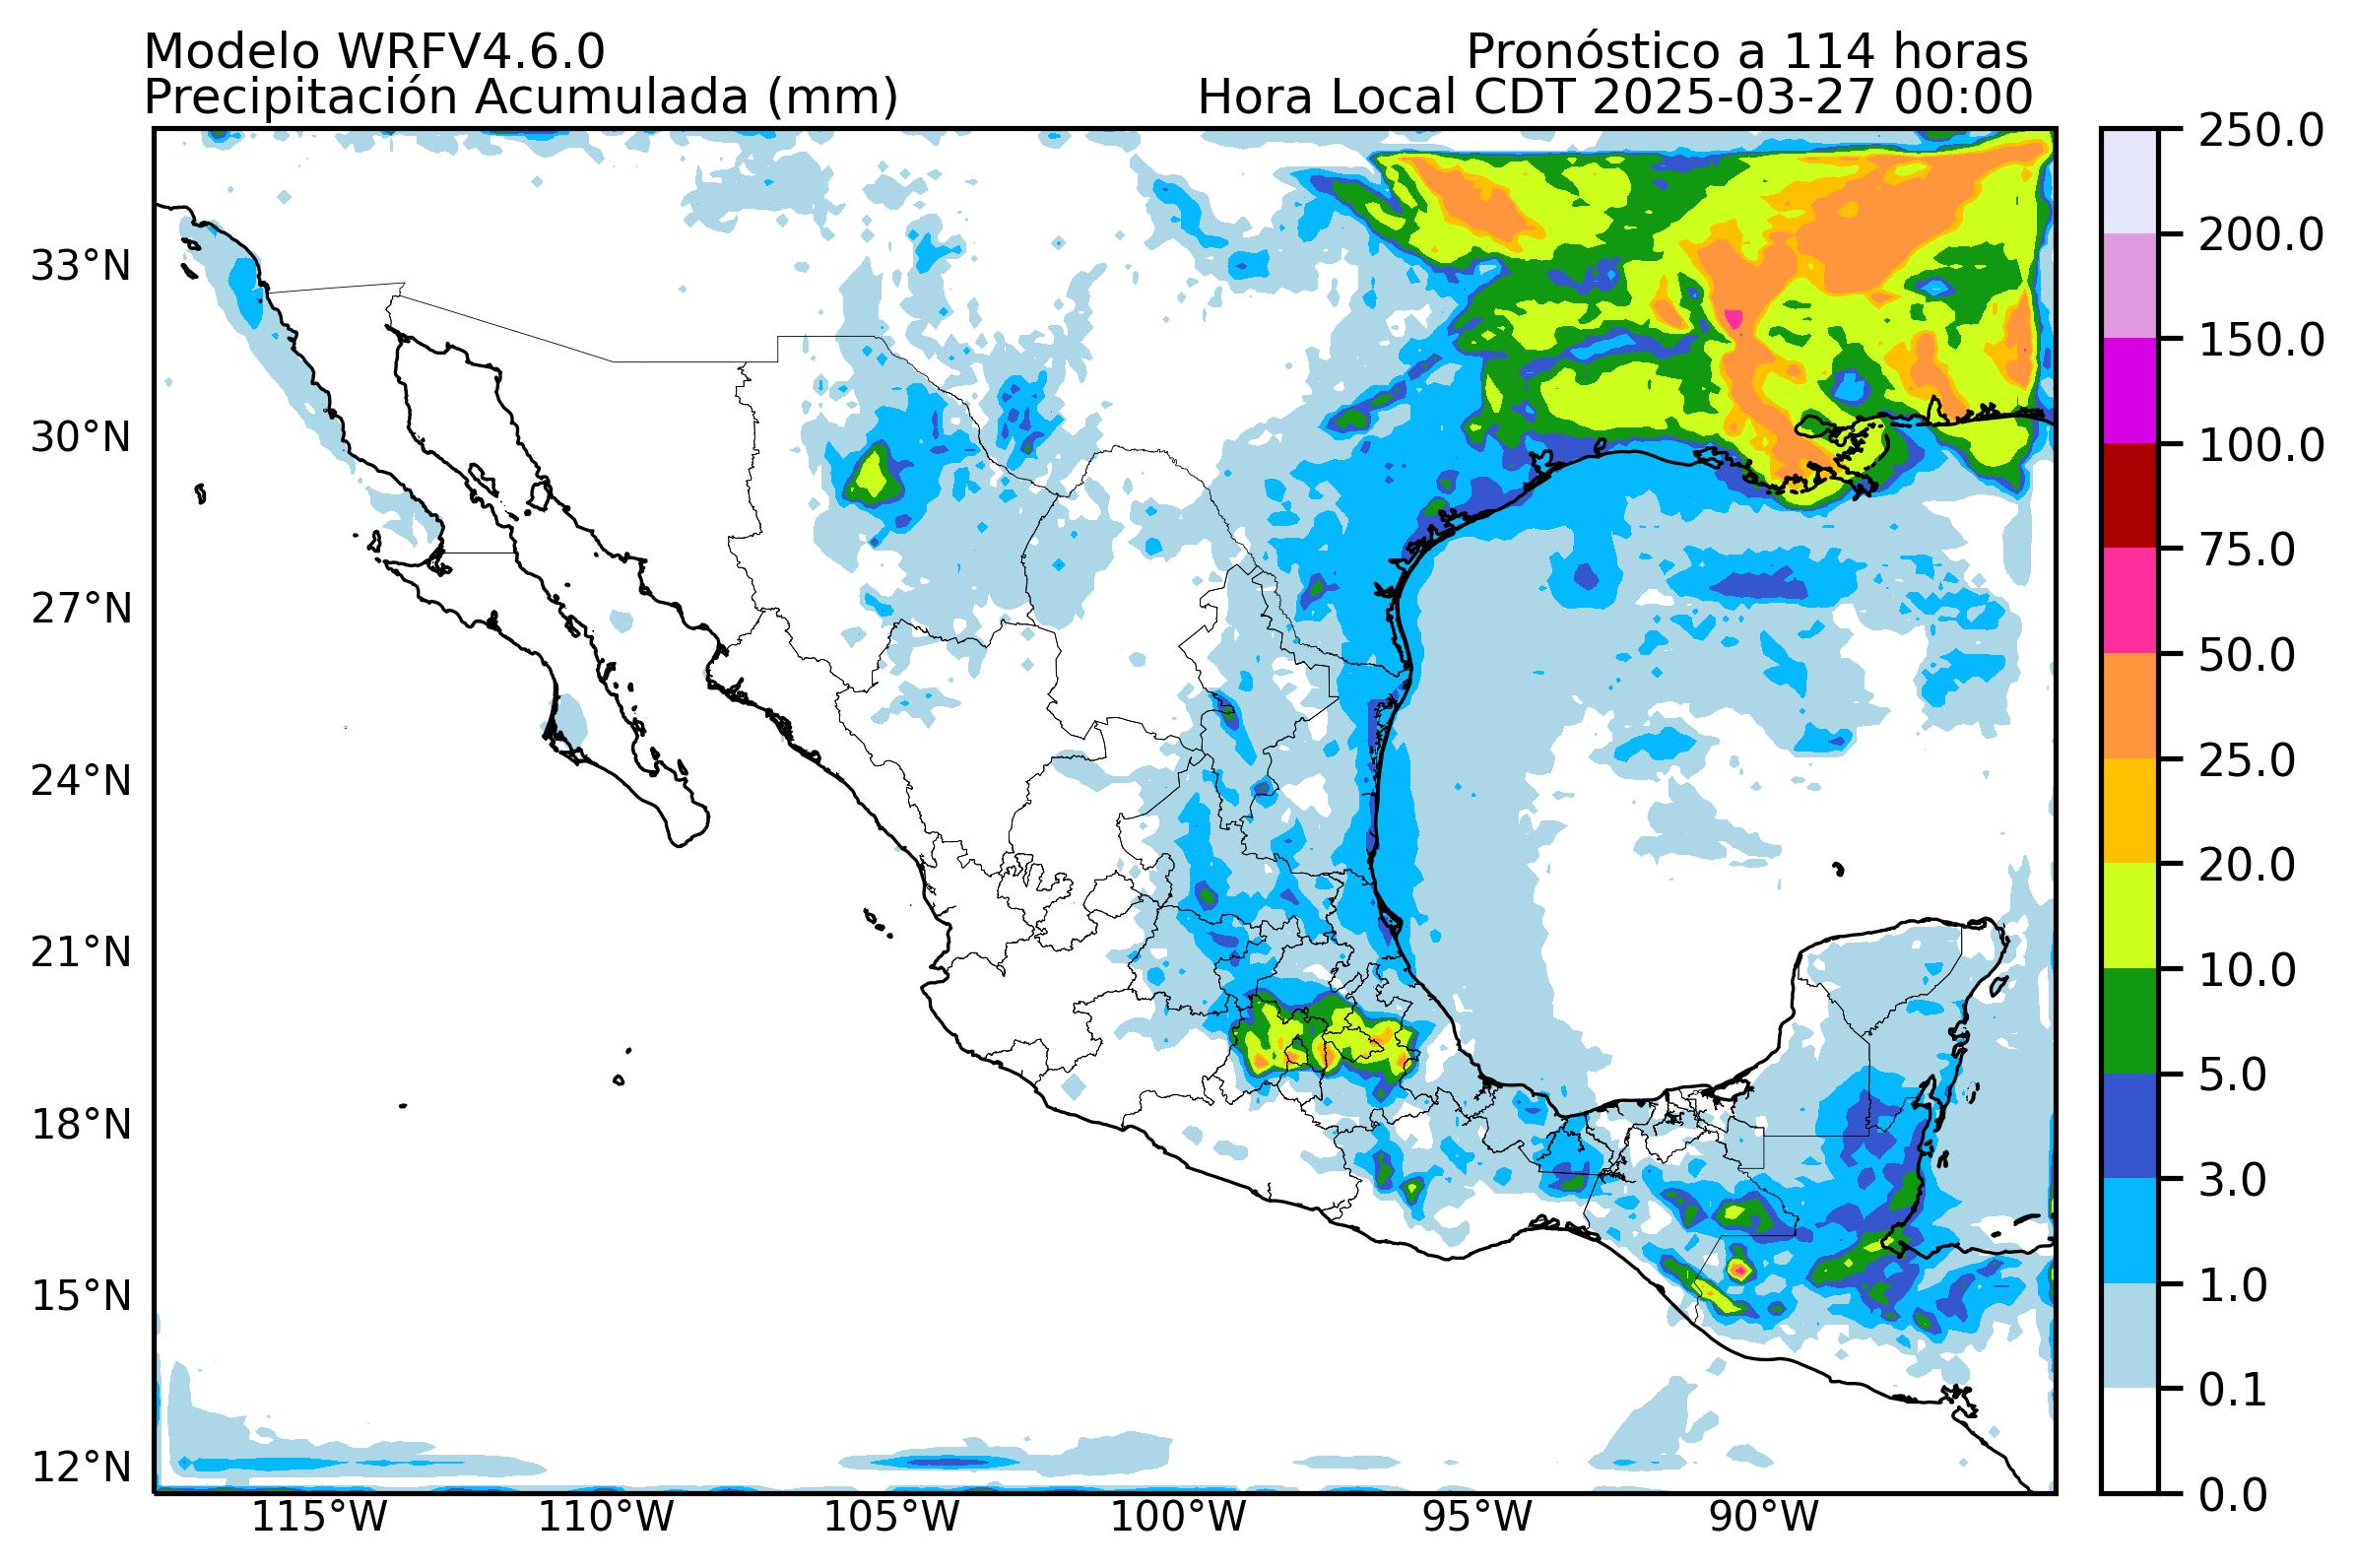 Modelo WRFV4.6.0
Pronóstico a 114 horas
Precipitación Acumulada (mm)
Hora Local CDT 2025-03-27 00:00
33°N
30°N
27°N
24°N
21°N
18°N
15°N
12°N
115°W
110°W
105°W
100°W
95°W
90°W
250.0
200.0
150.0
100.0
75.0
50.0
25.0
20.0
10.0
5.0
3.0
1.0
0.1
0.0